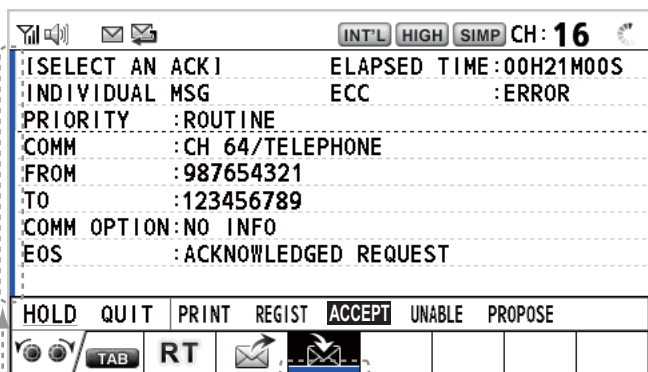 INT'L HIGH SIMP CH: 16
[SELECT AN ACK] ELAPSED TIME:00H21M00S
INDIVIDUAL MSG ECC :ERROR
PRIORITY :ROUTINE
COMM :CH 64/TELEPHONE
FROM :987654321
TO :123456789
COMM OPTION:NO INFO
EOS :ACKNOWLEDGED REQUEST
HOLD QUIT PRINT REGIST ACCEPT UNABLE PROPOSE
TAB RT